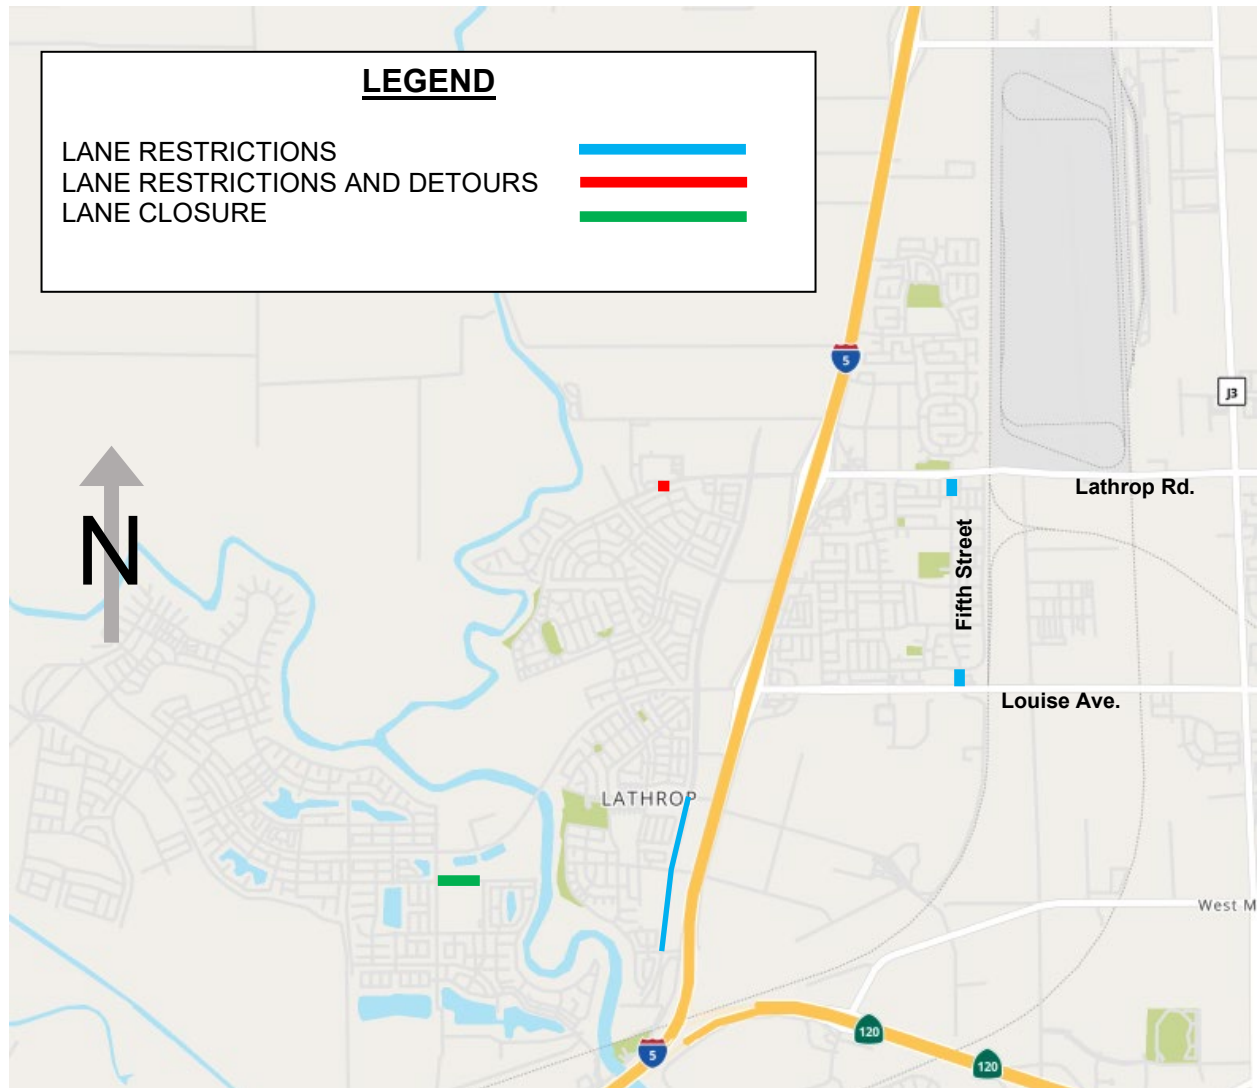 LEGEND
LANE RESTRICTIONS
LANE RESTRICTIONS AND DETOURS
LANE CLOSURE
5
J3
N
Lathrop Rd.
Fifth Street
Louise Ave.
LATHROP
West M
120
5
120